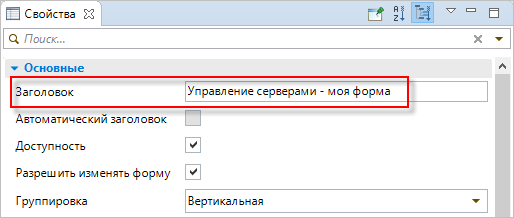 Свойства
Поиск...
Основные
Заголовок Управление серверами - моя форма
Автоматический заголовок
Доступность
Разрешить изменять форму
Группировка Вертикальная